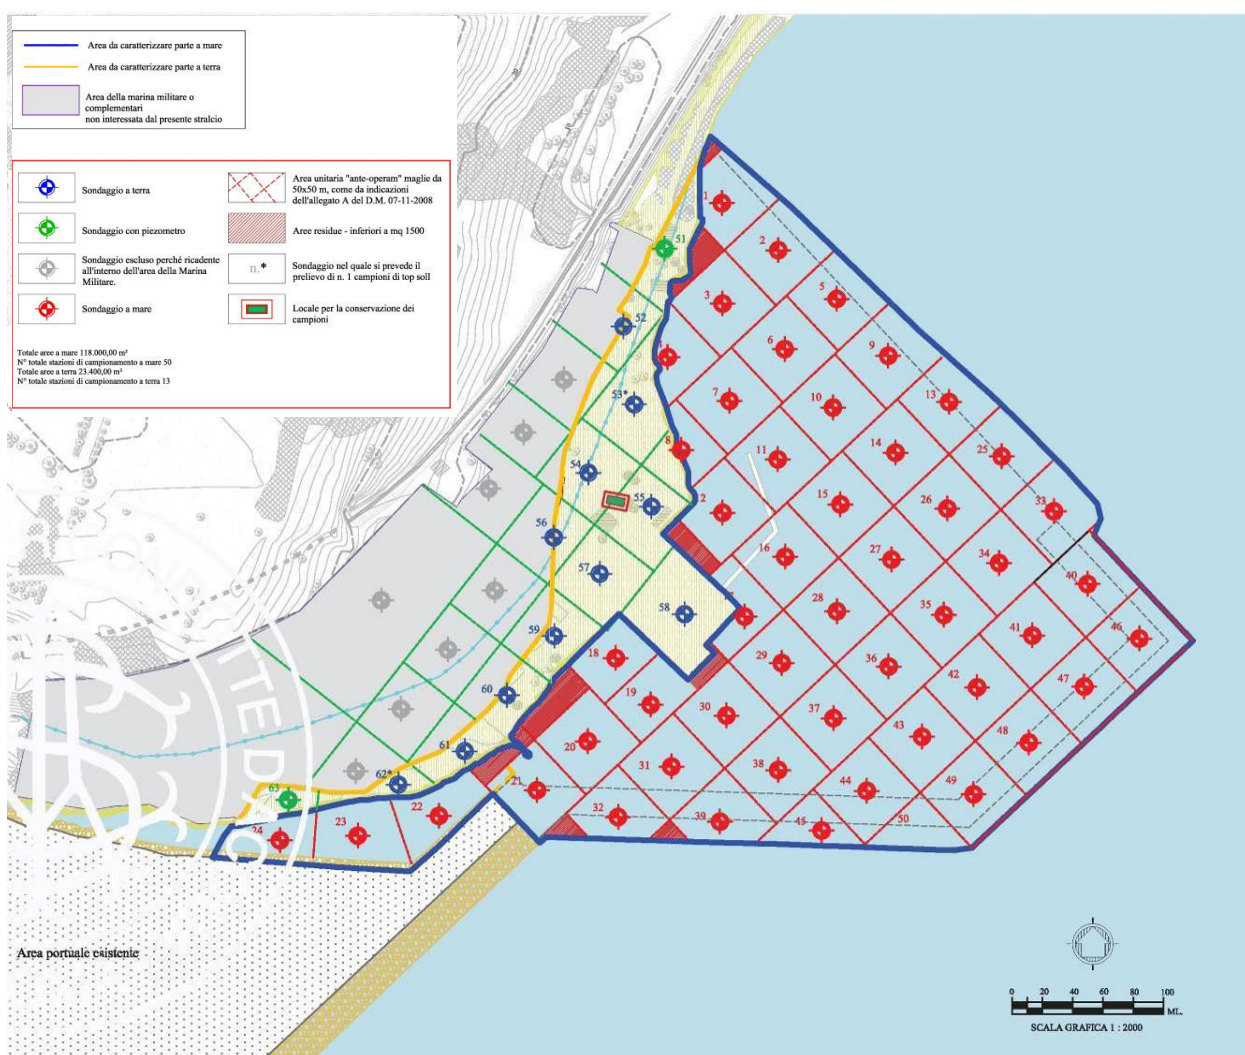 Area da caratterizzare parte a mare
Area da caratterizzare parte a terra
Area della marina militare o
complementari
non interessata dal presente stralcio
Sondaggio a terra
Sondaggio con piezometro
Sondaggio escluso perché ricadente
all'interno dell'area della Marina
Militare.
Sondaggio a mare
Area unitaria "ante-operam" maglie da
50x50 m, come da indicazioni
dell'allegato A del D.M. 07-11-2008
Aree residue - inferiori a mq 1500
n.*
Sondaggio nel quale si prevede il
prelievo di n. 1 campioni di top soll
Locale per la conservazione dei
campioni
Totale aree a mare 118.000,00 m²
N° totale stazioni di campionamento a mare 50
Totale aree a terra 23.400,00 m²
N° totale stazioni di campionamento a terra 13
1
2
51
3
5
52
6
9
7
53*
10
13
8
11
14
25
54
55
2
15
26
33
56
16
27
34
57
40
28
35
58
41
46
59
18
29
36
42
47
60
19
30
37
43
48
61
20
31
38
44
49
62*
21
63
22
32
39
45
50
23
24
ITED
Area portuale esistente
0 20 40 60 80 100
ML.
SCALA GRAFICA 1 : 2000